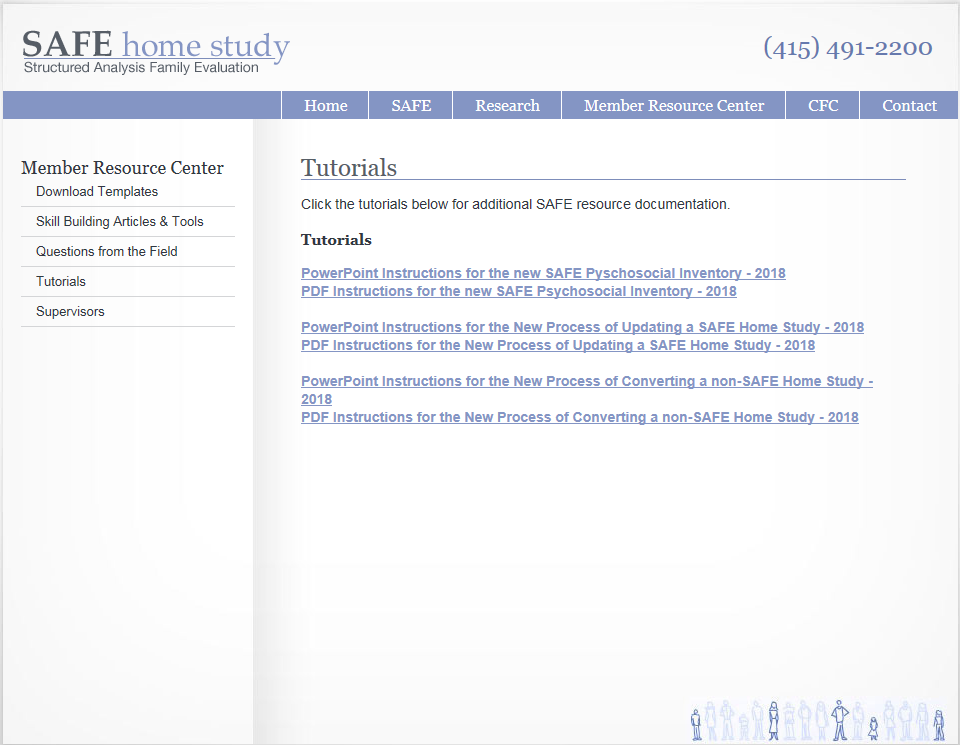 SAFE home study
Structured Analysis Family Evaluation
(415) 491-2200
Home SAFE Research Member Resource Center CFC Contact
Member Resource Center
Download Templates
Skill Building Articles & Tools
Questions from the Field
Tutorials
Supervisors
Tutorials
Click the tutorials below for additional SAFE resource documentation.
Tutorials
PowerPoint Instructions for the new SAFE Pyschosocial Inventory - 2018
PDF Instructions for the new SAFE Psychosocial Inventory - 2018
PowerPoint Instructions for the New Process of Updating a SAFE Home Study - 2018
PDF Instructions for the New Process of Updating a SAFE Home Study - 2018
PowerPoint Instructions for the New Process of Converting a non-SAFE Home Study -
2018
PDF Instructions for the New Process of Converting a non-SAFE Home Study - 2018